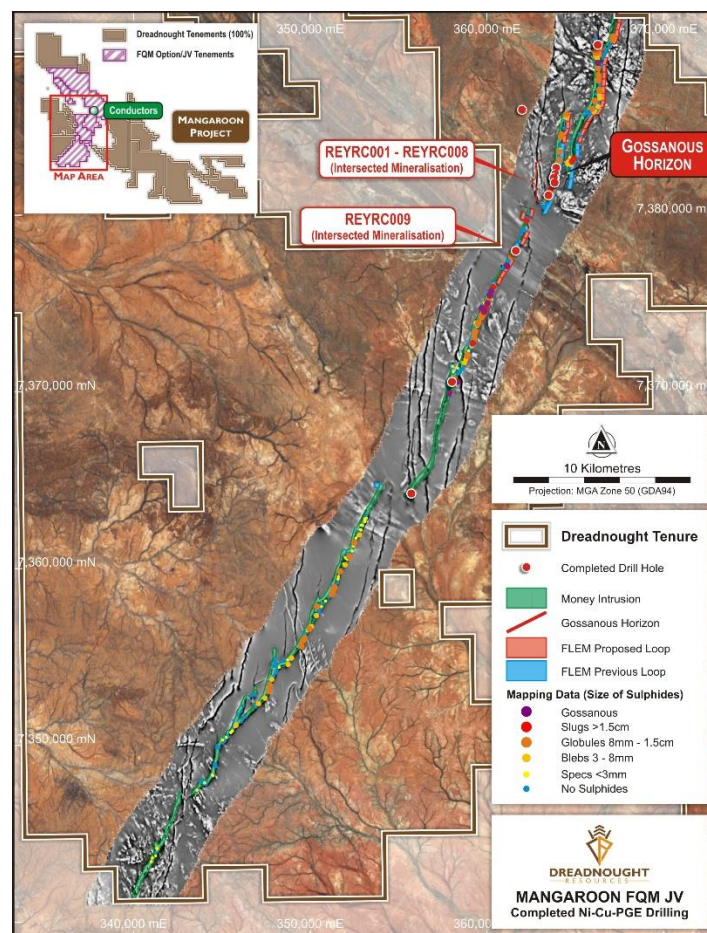 350,000 mE
360,000 mE
370,000 mE
Dreadnought Tenements (100%)
FQM Option/JV Tenements
Conductors
MANGAROON
PROJECT
MAP AREA
REYRC001 - REYRC008
(Intersected Mineralisation)
GOSSANOUS
HORIZON
REYRC009
(Intersected Mineralisation)
7,380,000 mN
7,370,000 mN
7,370,000 mN
N
10 Kilometres
Projection: MGA Zone 50 (GDA94)
Dreadnought Tenure
Completed Drill Hole
Money Intrusion
Gossanous Horizon
FLEM Proposed Loop
FLEM Previous Loop
Mapping Data (Size of Sulphides)
Gossanous
Slugs >1.5cm
Globules 8mm - 1.5cm
Blebs 3 - 8mm
Specs <3mm
No Sulphides
7,360,000 mN
7,350,000 mN
DREADNOUGHT
RESOURCES
MANGAROON FQM JV
Completed Ni-Cu-PGE Drilling
340,000 mE
350,000 mE